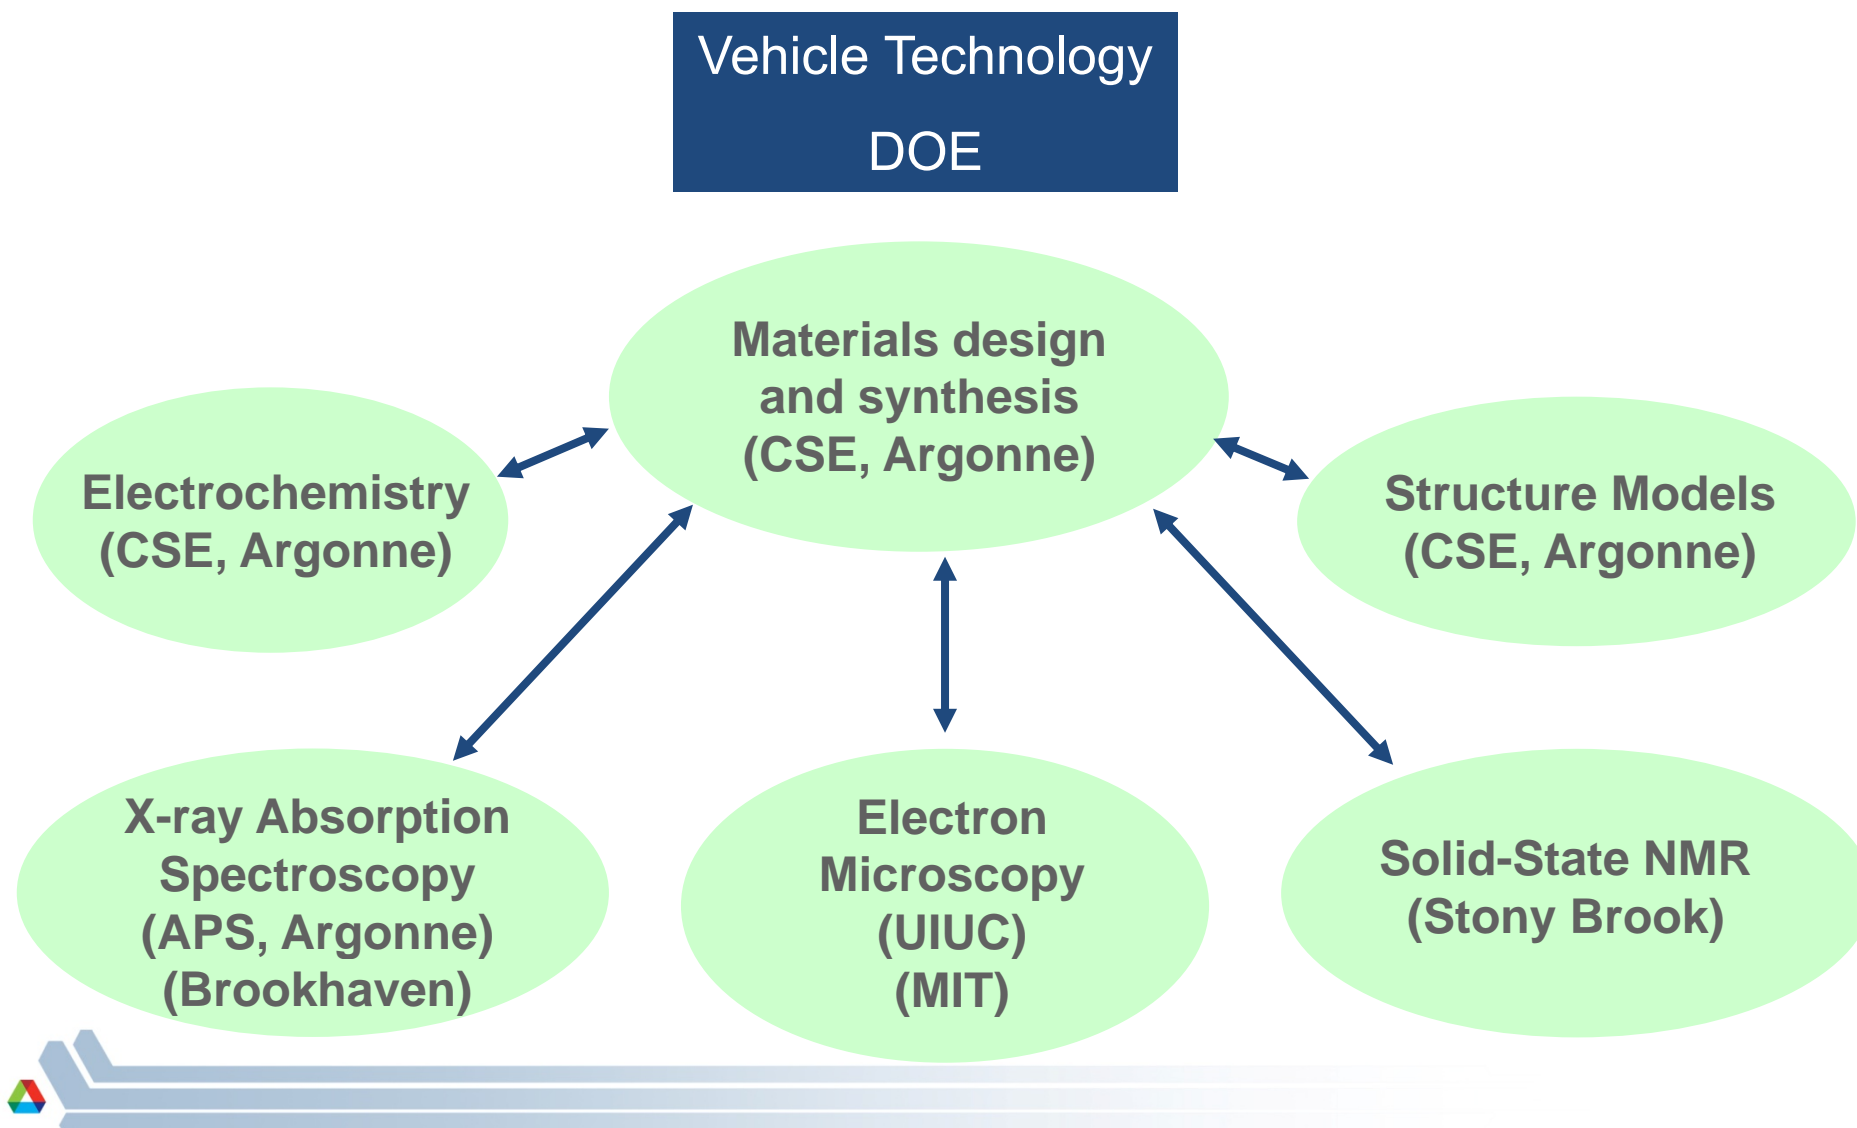 Vehicle Technology
DOE
Materials design
and synthesis
(CSE, Argonne)
Electrochemistry
(CSE, Argonne)
Structure Models
(CSE, Argonne)
X-ray Absorption
Spectroscopy
(APS, Argonne)
(Brookhaven)
Electron
Microscopy
(UIUC)
(MIT)
Solid-State NMR
(Stony Brook)